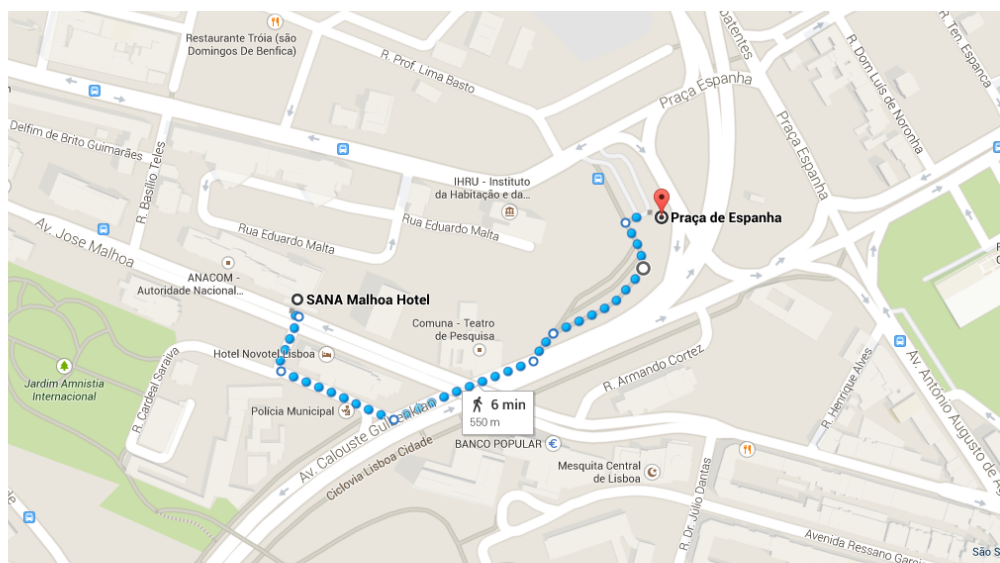 Restaurante Tróia (são
Domingos De Benfica)
R. Prof. Lima Basto
Praça Espanha
R. Dom Luís de Noronha
R. Ten. Espanca
Praça Espanha
Delfim de Brito Guimarães
R. Basílio Teles
IHRU - Instituto
da Habitação e da...
Praça de Espanha
Rua Eduardo Malta
Rua Eduardo Malta
Av. Jose Malhoa
ANACOM -
Autoridade Nacional...
SANA Malhoa Hotel
Comuna - Teatro
de Pesquisa
Hotel Novotel Lisboa
Jardim Amnistia
Internacional
R. Cardeal Saraiva
Polícia Municipal
6 min
550 m
R. Armando Cortez
R. Henrique Alves
Av. António Augusto de
Av. Calouste Gulbenkian
Ciclovia Lisboa Cidade
BANCO POPULAR
€
Mesquita Central
de Lisboa
R. Dr. Júlio Dantas
Avenida Ressano Garci
São S